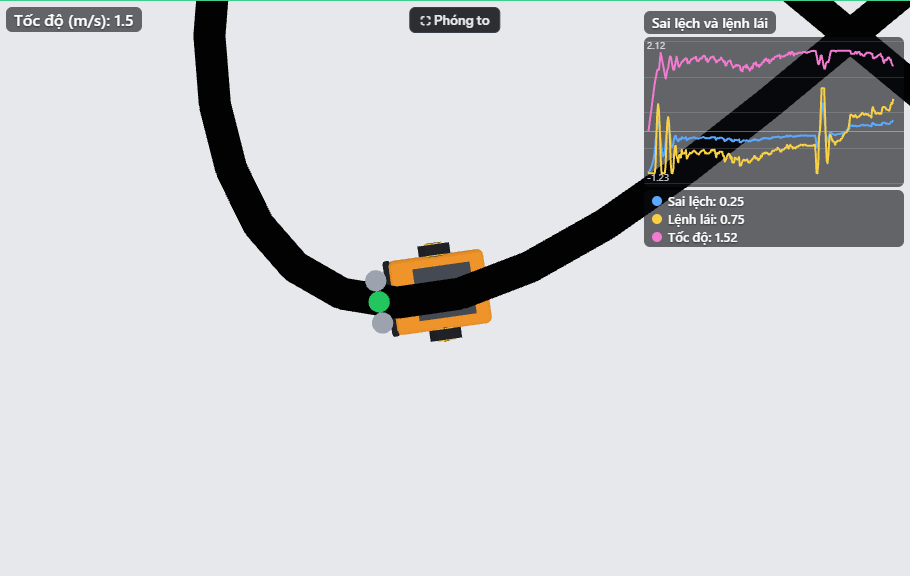 Tốc độ (m/s): 1.5
Phóng to
Sai lệch và lệnh lái
2.12
-1.23
Sai lệch: 0.25
Lệnh lái: 0.75
Tốc độ: 1.52